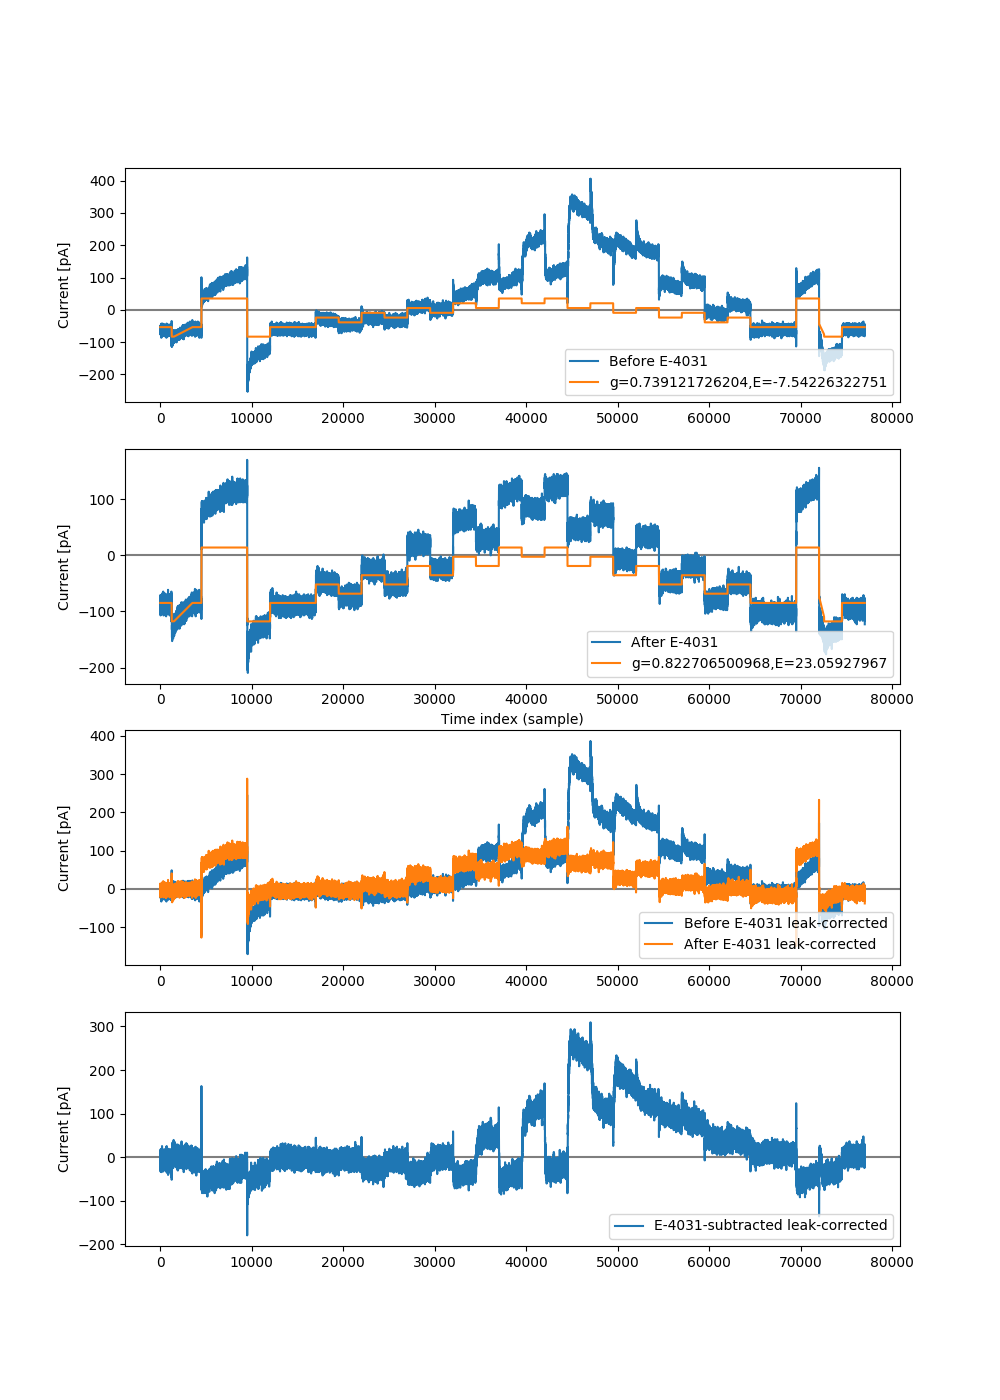 400
300
200
100
0
−100
−200
Current [pA]
Before E-4031
g=0.739121726204,E=-7.54226322751
0 10000 20000 30000 40000 50000 60000 70000 80000
100
0
−100
−200
Current [pA]
After E-4031
g=0.822706500968,E=23.05927967
0 10000 20000 30000 40000 50000 60000 70000 80000
Time index (sample)
400
300
200
100
0
−100
Current [pA]
Before E-4031 leak-corrected
After E-4031 leak-corrected
0 10000 20000 30000 40000 50000 60000 70000 80000
300
200
100
0
−100
−200
Current [pA]
E-4031-subtracted leak-corrected
0 10000 20000 30000 40000 50000 60000 70000 80000